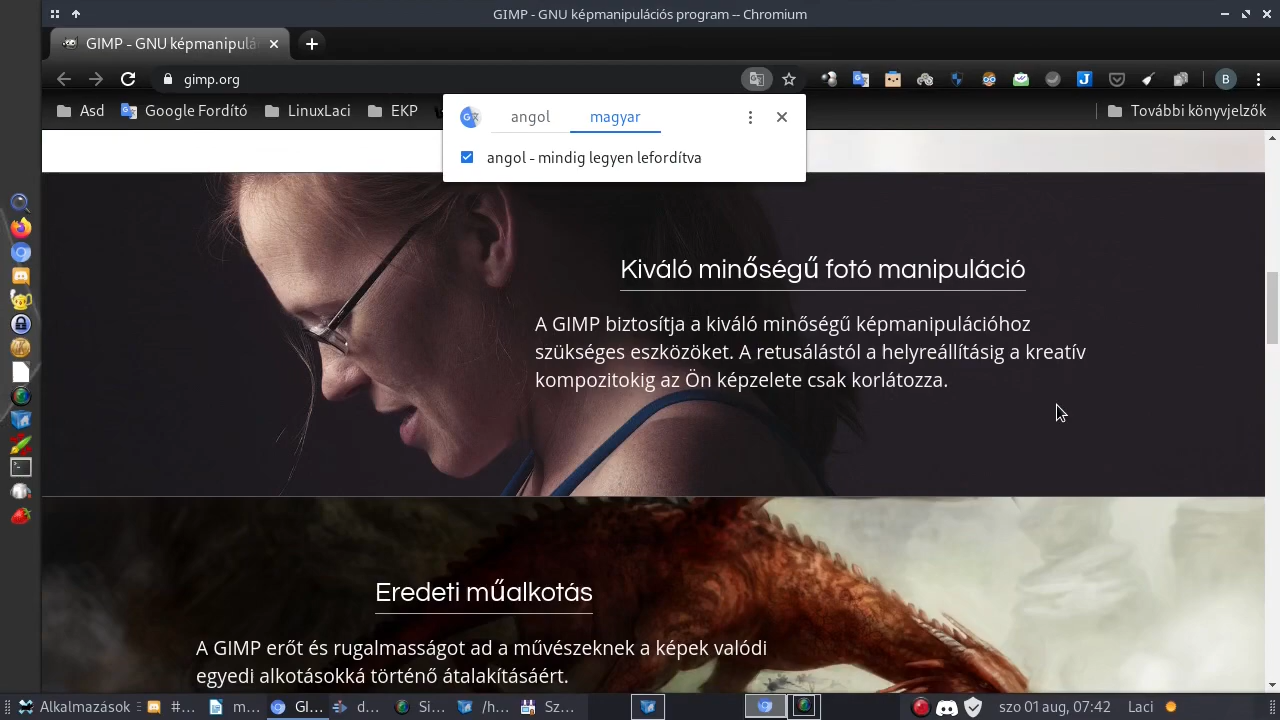 GIMP - GNU képmanipulációs program -- Chromium
GIMP - GNU képmanipulá
gimp.org
B
Asd
Google Fordító
LinuxLaci
EKP
További könyvjelzők
angol
magyar
angol - mindig legyen lefordítva
Kiváló minőségű fotó manipuláció
A GIMP biztosítja a kiváló minőségű képmanipulációhoz
szükséges eszközöket. A retusálástól a helyreállításig a kreatív
kompozitokig az Ön képzelete csak korlátozza.
Eredeti műalkotás
A GIMP erőt és rugalmasságot ad a művészeknek a képek valódi
egyedi alkotásokká történő átalakításáért.
Alkalmazások
#...
m...
Gl...
d...
Si...
/h...
Sz...
szo 01 aug, 07:42
Laci